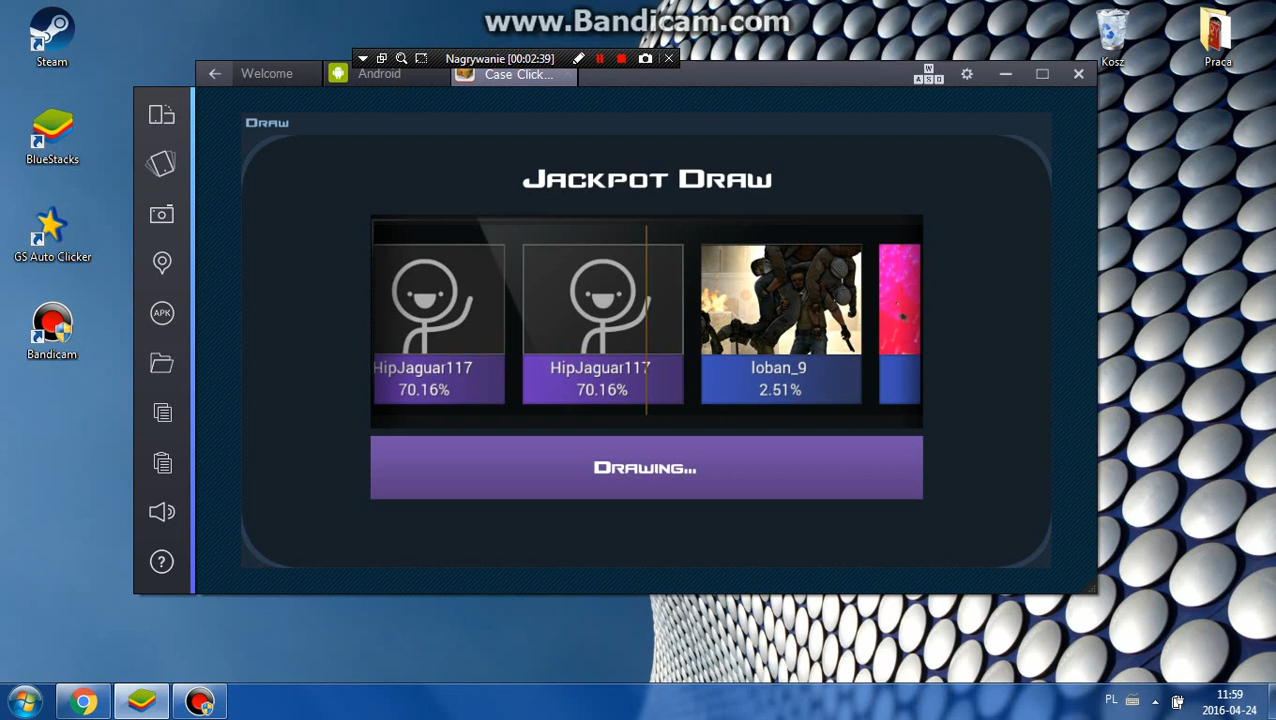 www.Bandicam.com
Steam
BlueStacks
GS Auto Clicker
Bandicam
Kosz
Praca
Nagrywanie [00:02:39]
Welcome
Android
Case Click...
W
A S D
APK
?
Draw
Jackpot Draw
HipJaguar117
70.16%
HipJaguar117
70.16%
loban_9
2.51%
Drawing...
PL
11:59
2016-04-24